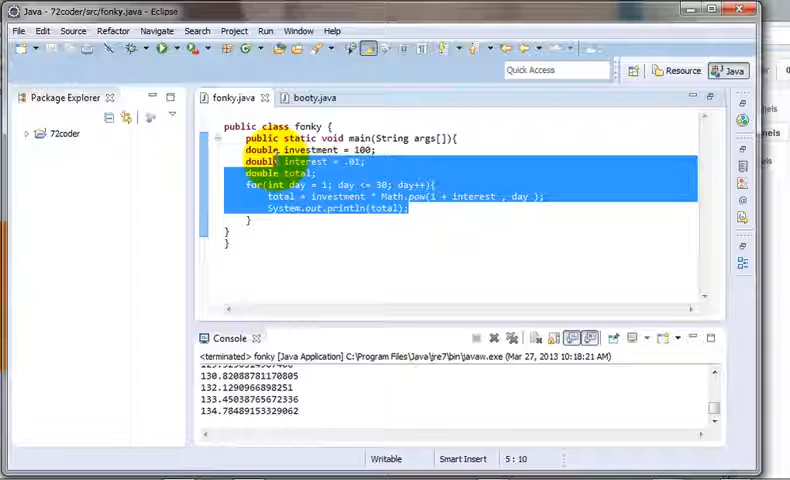 Java - 72coder/src/fonky.java - Eclipse
File Edit Source Refactor Navigate Search Project Run Window Help
Quick Access
Resource
Java
Package Explorer
72coder
fonky.java
booty.java
public class fonky {
public static void main(String args[]){
double investment = 100;
double interest = .01;
double total;
for(int day = 1; day <= 30; day++){
total = investment * Math.pow(1 + interest , day );
System.out.println(total);
}
}
}
Console
<terminated> fonky [Java Application] C:\Program Files\Java\jre7\bin\javaw.exe (Mar 27, 2013 10:18:21 AM)
130.82088781170805
132.1290966898251
133.45038765672336
134.78489153329062
Writable
Smart Insert
5 : 10